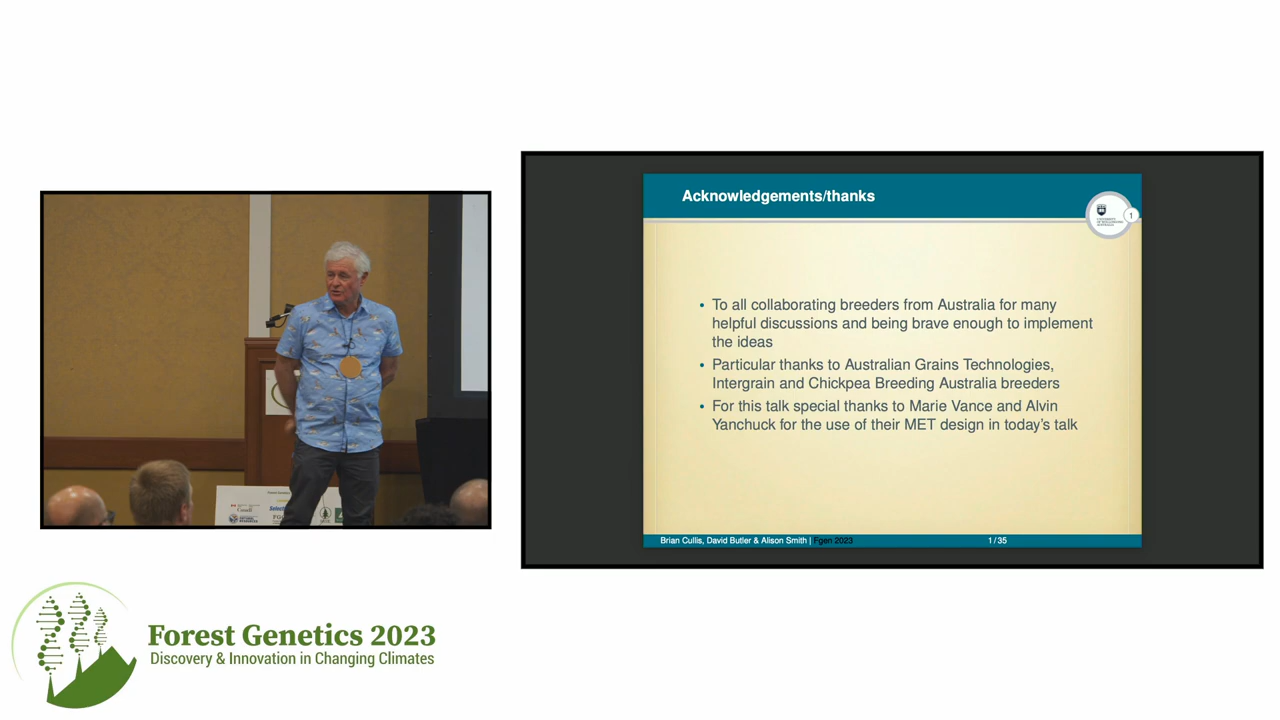 Acknowledgements/thanks
1
• To all collaborating breeders from Australia for many
helpful discussions and being brave enough to implement
the ideas
• Particular thanks to Australian Grains Technologies,
Intergrain and Chickpea Breeding Australia breeders
• For this talk special thanks to Marie Vance and Alvin
Yanchuck for the use of their MET design in today's talk
Brian Cullis, David Butler & Alison Smith | Fgen 2023
1 / 35
Canada
Forest Genetics 2023
Discovery & Innovation in Changing Climates